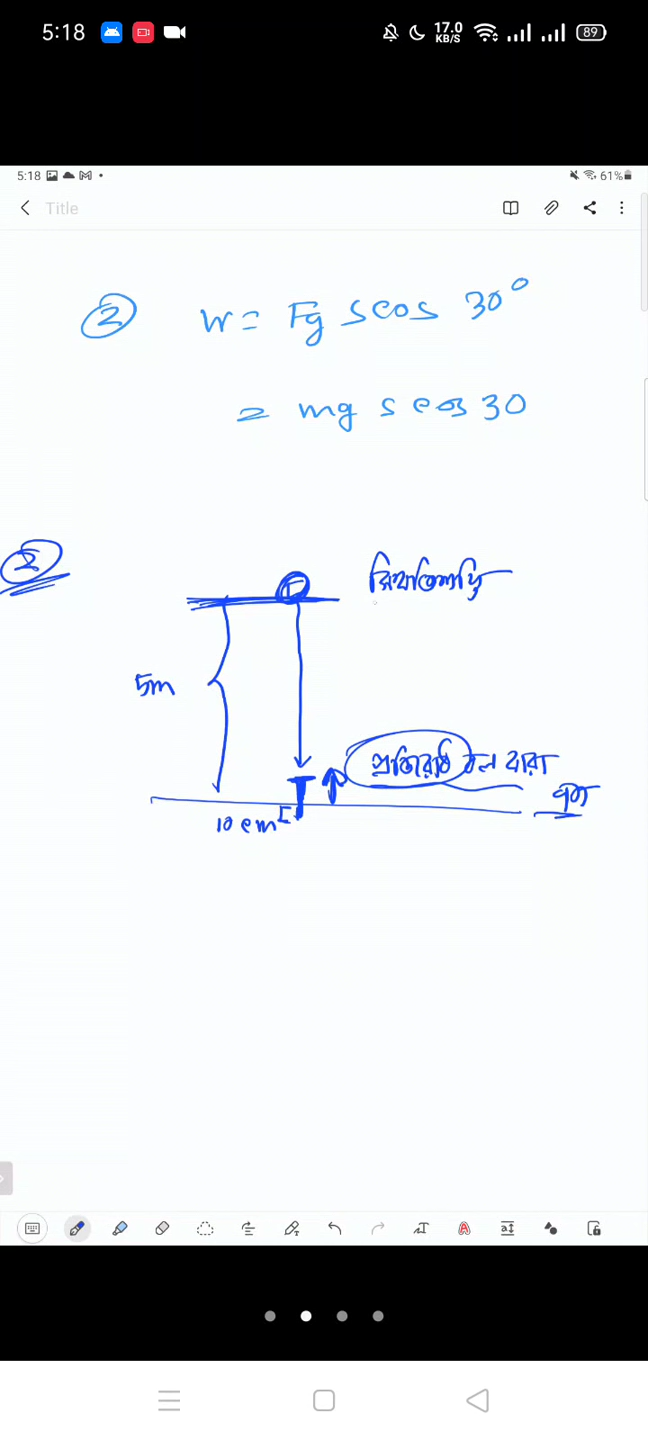 5:18 17.0 KB/S 89
5:18 61%
Title
② W = Fg s cos 30°
= mg s cos 30
②
বিভবশক্তি
5m
প্রতিরোধী বল দ্বারা
10 cm